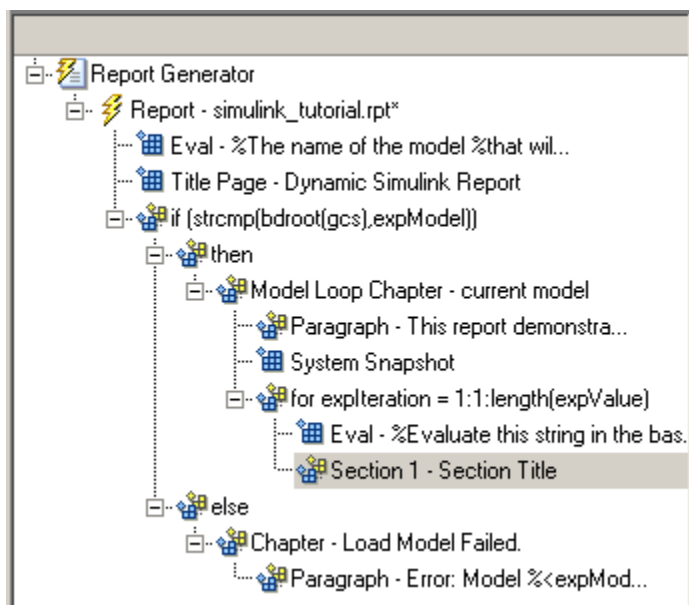 Report Generator
Report - simulink_tutorial.rpt*
Eval - %The name of the model %that wil...
Title Page - Dynamic Simulink Report
if (strcmp(bdroot(gcs),expModel))
then
Model Loop Chapter - current model
Paragraph - This report demonstra...
System Snapshot
for expIteration = 1:1:length(expValue)
Eval - %Evaluate this string in the bas.
Section 1 - Section Title
else
Chapter - Load Model Failed.
Paragraph - Error: Model %<expMod...